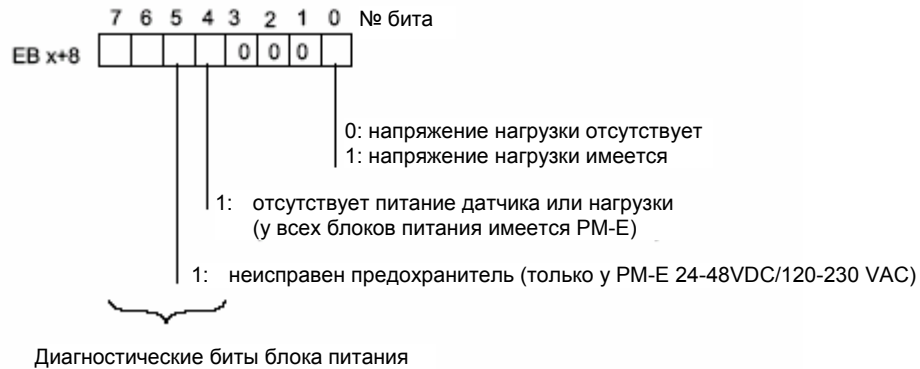 7 6 5 4 3 2 1 0 № бита
EB x+8 0 0 0
0: напряжение нагрузки отсутствует
1: напряжение нагрузки имеется
1: отсутствует питание датчика или нагрузки
(у всех блоков питания имеется PM-E)
1: неисправен предохранитель (только у PM-E 24-48VDC/120-230 VAC)
Диагностические биты блока питания